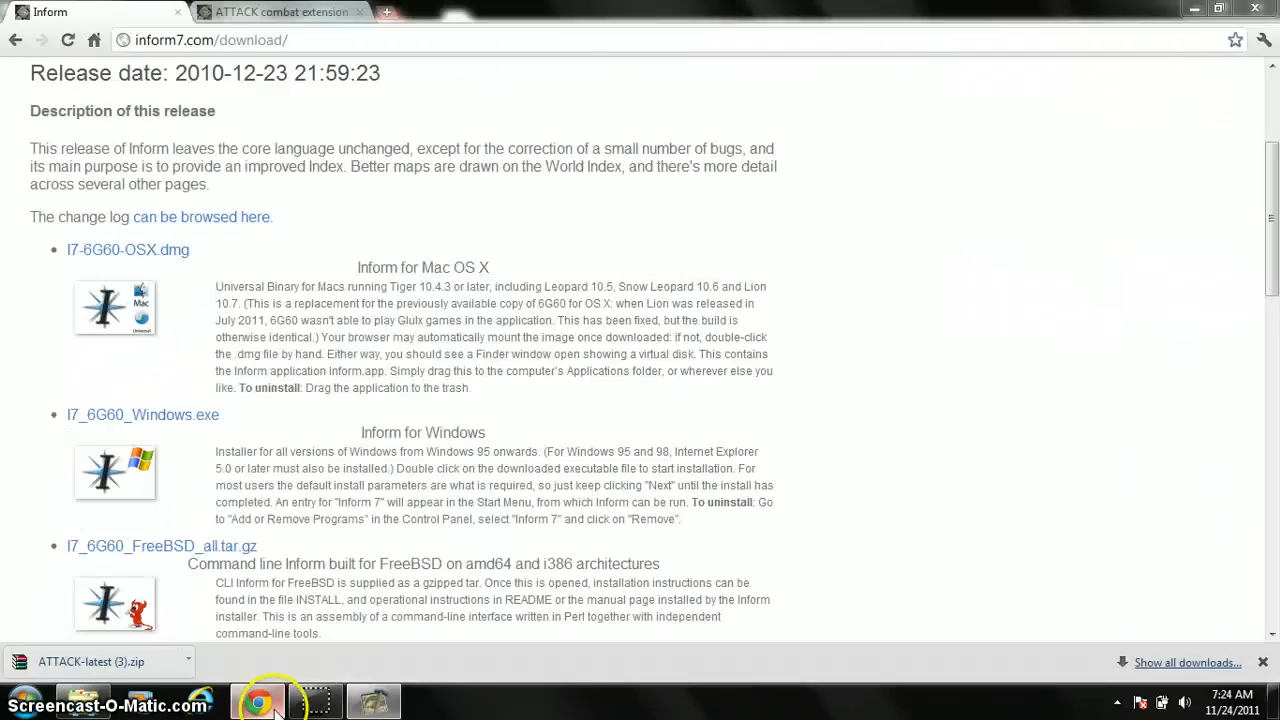 Inform
ATTACK combat extension
inform7.com/download/
Release date: 2010-12-23 21:59:23
Description of this release
This release of Inform leaves the core language unchanged, except for the correction of a small number of bugs, and
its main purpose is to provide an improved Index. Better maps are drawn on the World Index, and there's more detail
across several other pages.
The change log can be browsed here.
I7-6G60-OSX.dmg
Inform for Mac OS X
Mac
Universal
Universal Binary for Macs running Tiger 10.4.3 or later, including Leopard 10.5, Snow Leopard 10.6 and Lion
10.7. (This is a replacement for the previously available copy of 6G60 for OS X: when Lion was released in
July 2011, 6G60 wasn't able to play Glulx games in the application. This has been fixed, but the build is
otherwise identical.) Your browser may automatically mount the image once downloaded: if not, double-click
the .dmg file by hand. Either way, you should see a Finder window open showing a virtual disk. This contains
the Inform application Inform.app. Simply drag this to the computer's Applications folder, or wherever else you
like. To uninstall: Drag the application to the trash.
I7_6G60_Windows.exe
Inform for Windows
Installer for all versions of Windows from Windows 95 onwards. (For Windows 95 and 98, Internet Explorer
5.0 or later must also be installed.) Double click on the downloaded executable file to start installation. For
most users the default install parameters are what is required, so just keep clicking "Next" until the install has
completed. An entry for "Inform 7" will appear in the Start Menu, from which Inform can be run. To uninstall: Go
to "Add or Remove Programs" in the Control Panel, select "Inform 7" and click on "Remove".
I7_6G60_FreeBSD_all.tar.gz
Command line Inform built for FreeBSD on amd64 and i386 architectures
CLI Inform for FreeBSD is supplied as a gzipped tar. Once this is opened, installation instructions can be
found in the file INSTALL, and operational instructions in README or the manual page installed by the Inform
installer. This is an assembly of a command-line interface written in Perl together with independent
command-line tools.
ATTACK-latest (3).zip
Show all downloads...
7:24 AM
11/24/2011
Screencast-O-Matic.com